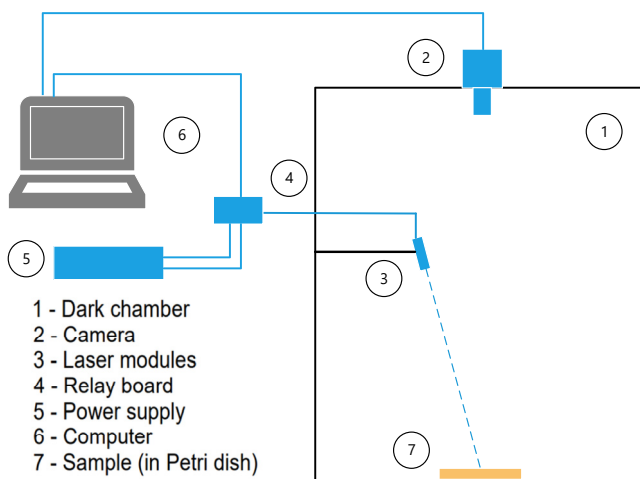 2
1
6
4
5
3
7
1 - Dark chamber
2 - Camera
3 - Laser modules
4 - Relay board
5 - Power supply
6 - Computer
7 - Sample (in Petri dish)